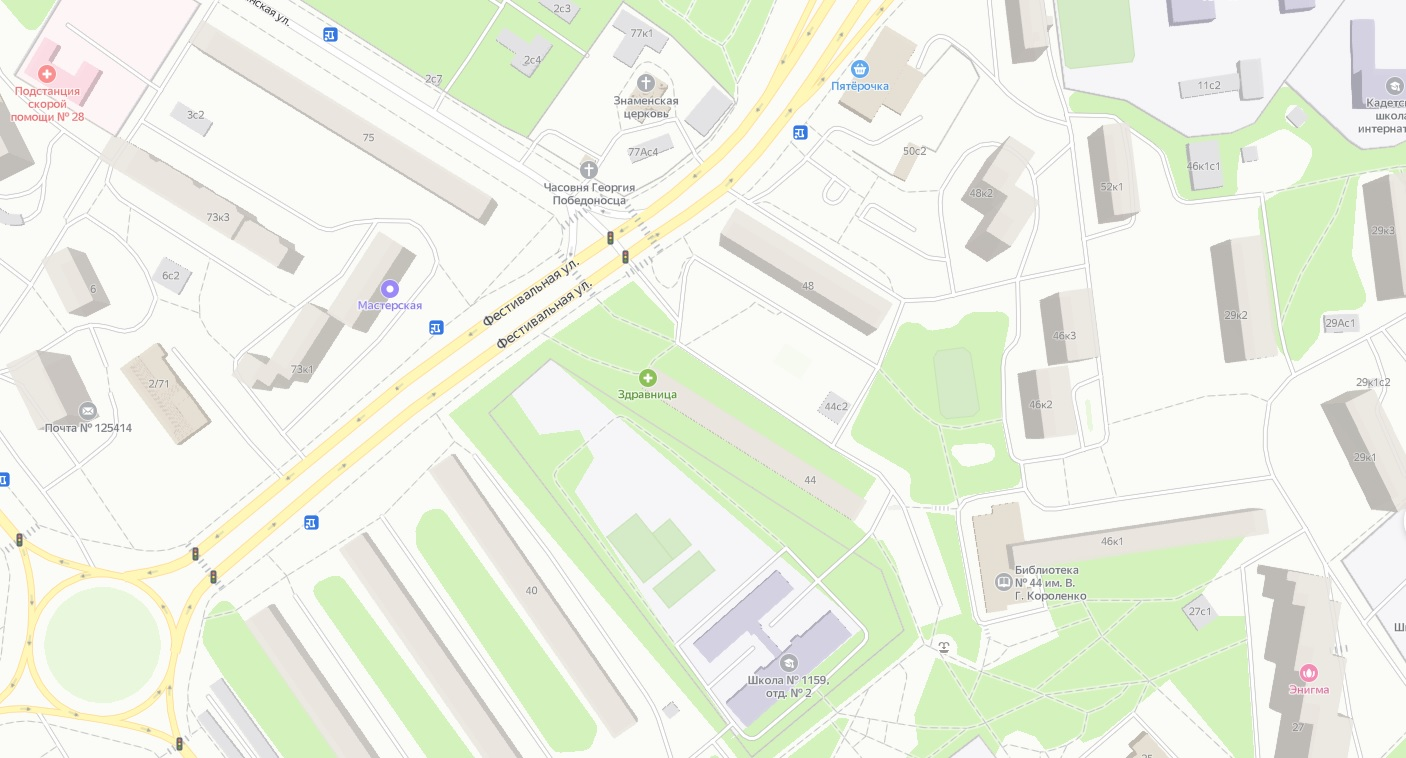 нская ул.
2с3
77к1
2с4
2с7
Подстанция
скорой
помощи № 28
3с2
75
Знаменская
церковь
77Ас4
Часовня Георгия
Победоносца
Пятёрочка
11с2
Кадетс
школа
интернат
50с2
48к2
52к1
46к1с1
29к3
73к3
6с2
6
Мастерская
Фестивальная ул.
Фестивальная ул.
48
46к3
29к2
29Ас1
2/71
73к1
Здравница
44с2
46к2
29к1с2
Почта № 125414
29к1
44
46к1
40
Библиотека
№ 44 им. В.
Г. Короленко
27с1
Ш
Школа № 1159,
отд. № 2
Энигма
27
25